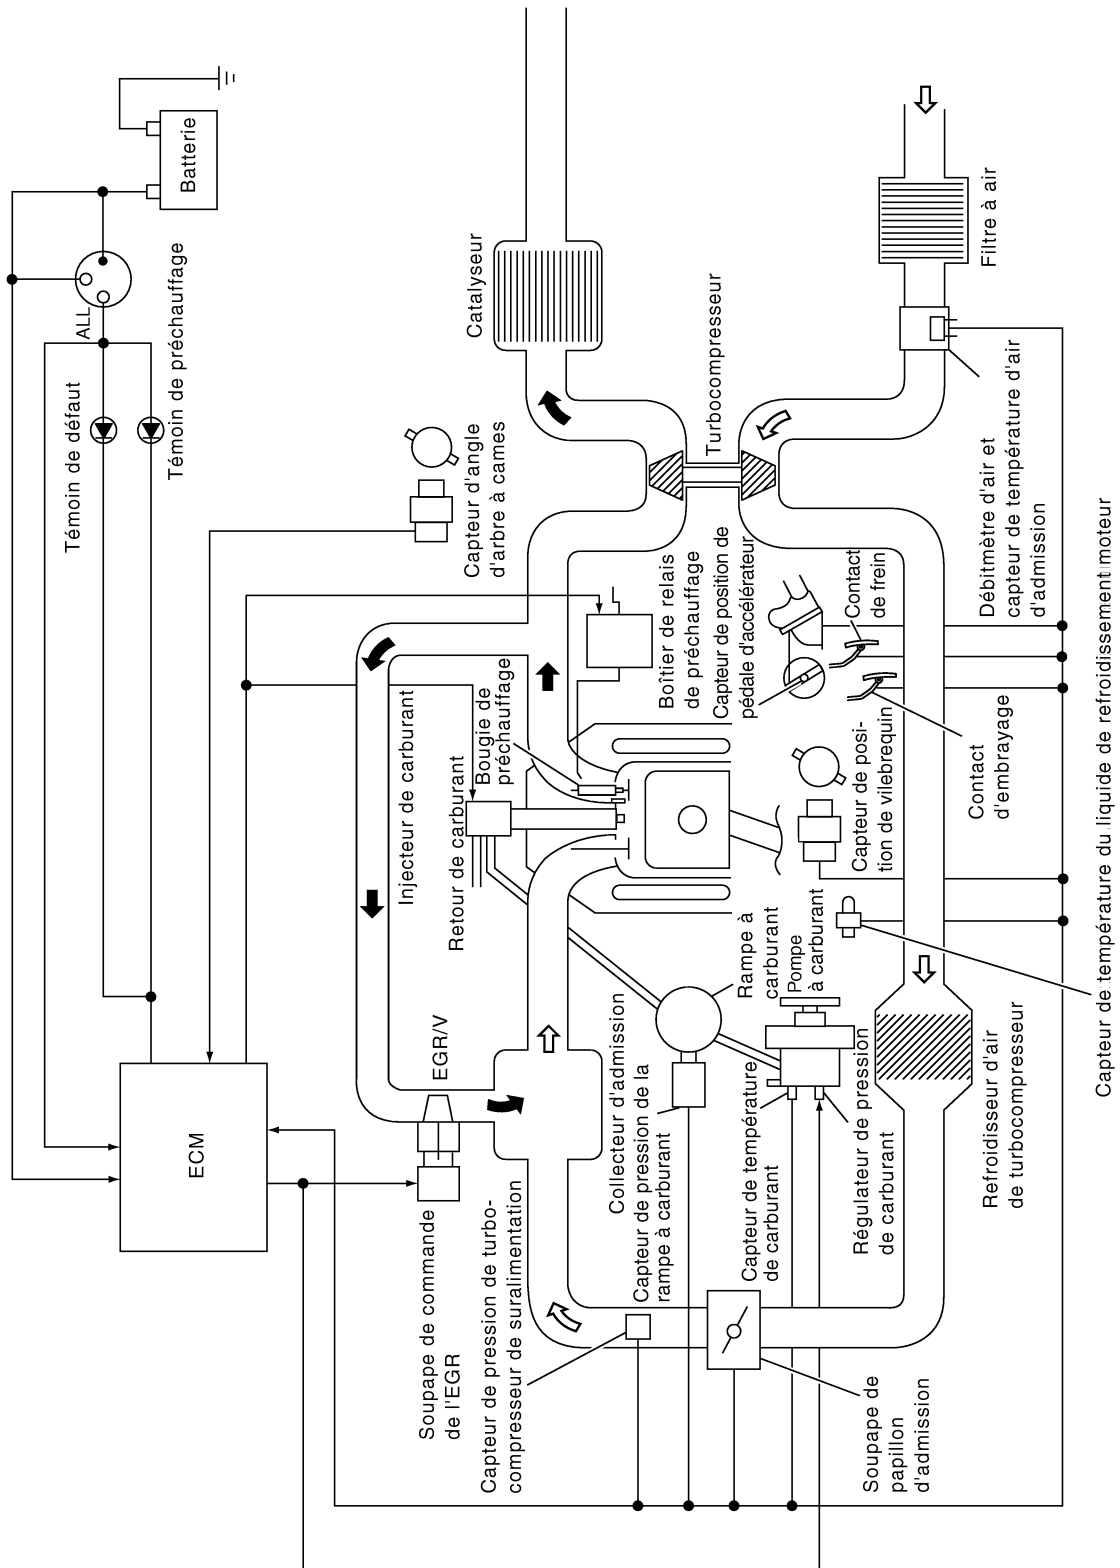 Batterie
ALL
Témoin de défaut
Témoin de préchauffage
Catalyseur
Filtre à air
Turbocompresseur
Capteur d'angle
d'arbre à cames
Débitmètre d'air et
capteur de température d'air
d'admission
Boîtier de relais
de préchauffage
Capteur de position de
pédale d'accélérateur
Contact
de frein
Contact
d'embrayage
Capteur de posi-
tion de vilebrequin
Capteur de température du liquide de refroidissement moteur
Injecteur de carburant
Bougie de
préchauffage
Retour de carburant
Rampe à
carburant
Pompe
à carburant
ECM
EGR/V
Collecteur d'admission
Capteur de pression de la
rampe à carburant
Capteur de température
de carburant
Régulateur de pression
de carburant
Refroidisseur d'air
de turbocompresseur
Soupape de commande
de l'EGR
Capteur de pression de turbo-
compresseur de suralimentation
Soupape de
papillon
d'admission